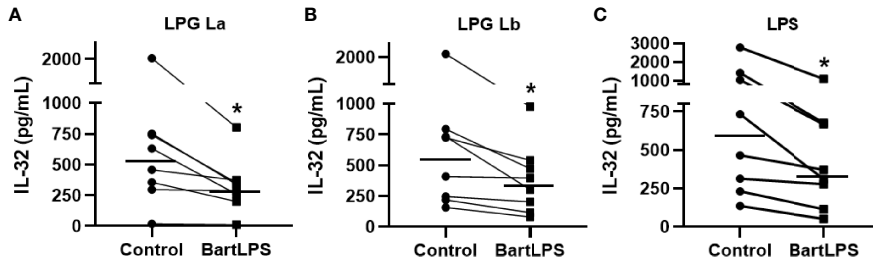 A
LPG La
IL-32 (pg/mL)
2000
1000
750
500
250
0
*
Control
BartLPS
B
LPG Lb
IL-32 (pg/mL)
2000
1000
750
500
250
0
*
Control
BartLPS
C
LPS
IL-32 (pg/mL)
3000
2000
1000
750
500
250
0
*
Control
BartLPS